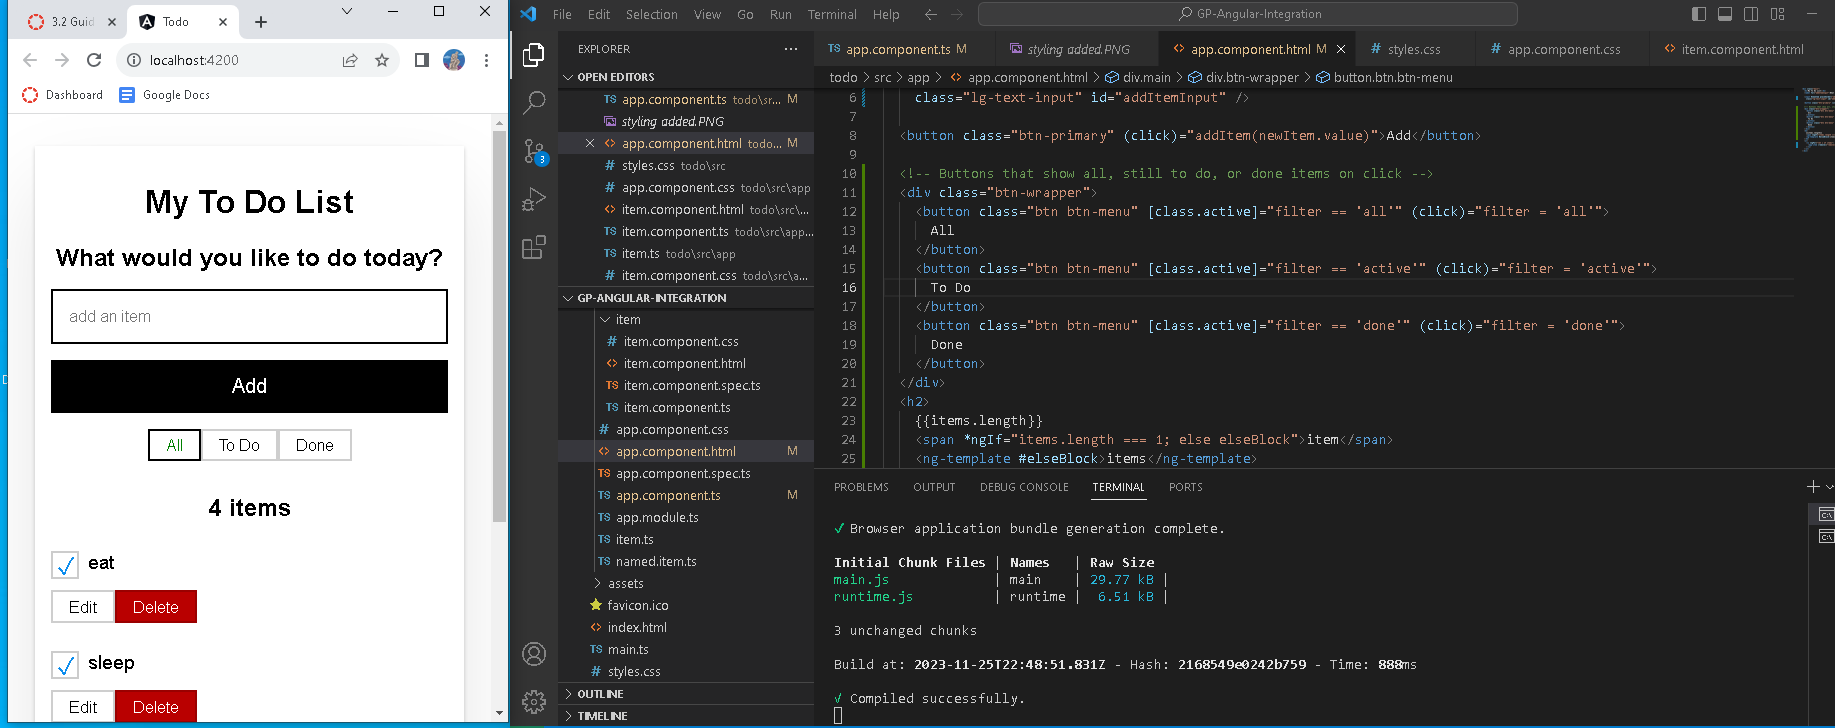 3.2 Guid
Todo
localhost:4200
Dashboard
Google Docs
My To Do List
What would you like to do today?
add an item
Add
All
To Do
Done
4 items
eat
Edit
Delete
sleep
Edit
Delete
File Edit Selection View Go Run Terminal Help
GP-Angular-Integration
EXPLORER
OPEN EDITORS
TS app.component.ts todo\sr... M
styling added.PNG
app.component.html todo... M
# styles.css todo\src
# app.component.css todo\src\app
item.component.html todo\src\...
TS item.component.ts todo\src\app...
TS item.ts todo\src\app
# item.component.css todo\src\a...
GP-ANGULAR-INTEGRATION
item
# item.component.css
item.component.html
TS item.component.spec.ts
TS item.component.ts
# app.component.css
app.component.html M
TS app.component.spec.ts
TS app.component.ts M
TS app.module.ts
TS item.ts
TS named.item.ts
assets
favicon.ico
index.html
TS main.ts
# styles.css
OUTLINE
TIMELINE
3
TS app.component.ts M
styling added.PNG
app.component.html M
# styles.css
# app.component.css
item.component.html
todo > src > app > app.component.html > div.main > div.btn-wrapper > button.btn.btn-menu
6 class="lg-text-input" id="addItemInput" />
7
8 <button class="btn-primary" (click)="addItem(newItem.value)">Add</button>
9
10 <!-- Buttons that show all, still to do, or done items on click -->
11 <div class="btn-wrapper">
12 <button class="btn btn-menu" [class.active]="filter == 'all'" (click)="filter = 'all'">
13 All
14 </button>
15 <button class="btn btn-menu" [class.active]="filter == 'active'" (click)="filter = 'active'">
16 To Do
17 </button>
18 <button class="btn btn-menu" [class.active]="filter == 'done'" (click)="filter = 'done'">
19 Done
20 </button>
21 </div>
22 <h2>
23 {{items.length}}
24 <span *ngIf="items.length === 1; else elseBlock">item</span>
25 <ng-template #elseBlock>items</ng-template>
PROBLEMS OUTPUT DEBUG CONSOLE TERMINAL PORTS
√ Browser application bundle generation complete.
Initial Chunk Files | Names | Raw Size
main.js | main | 29.77 kB |
runtime.js | runtime | 6.51 kB |
3 unchanged chunks
Build at: 2023-11-25T22:48:51.831Z - Hash: 2168549e0242b759 - Time: 888ms
√ Compiled successfully.